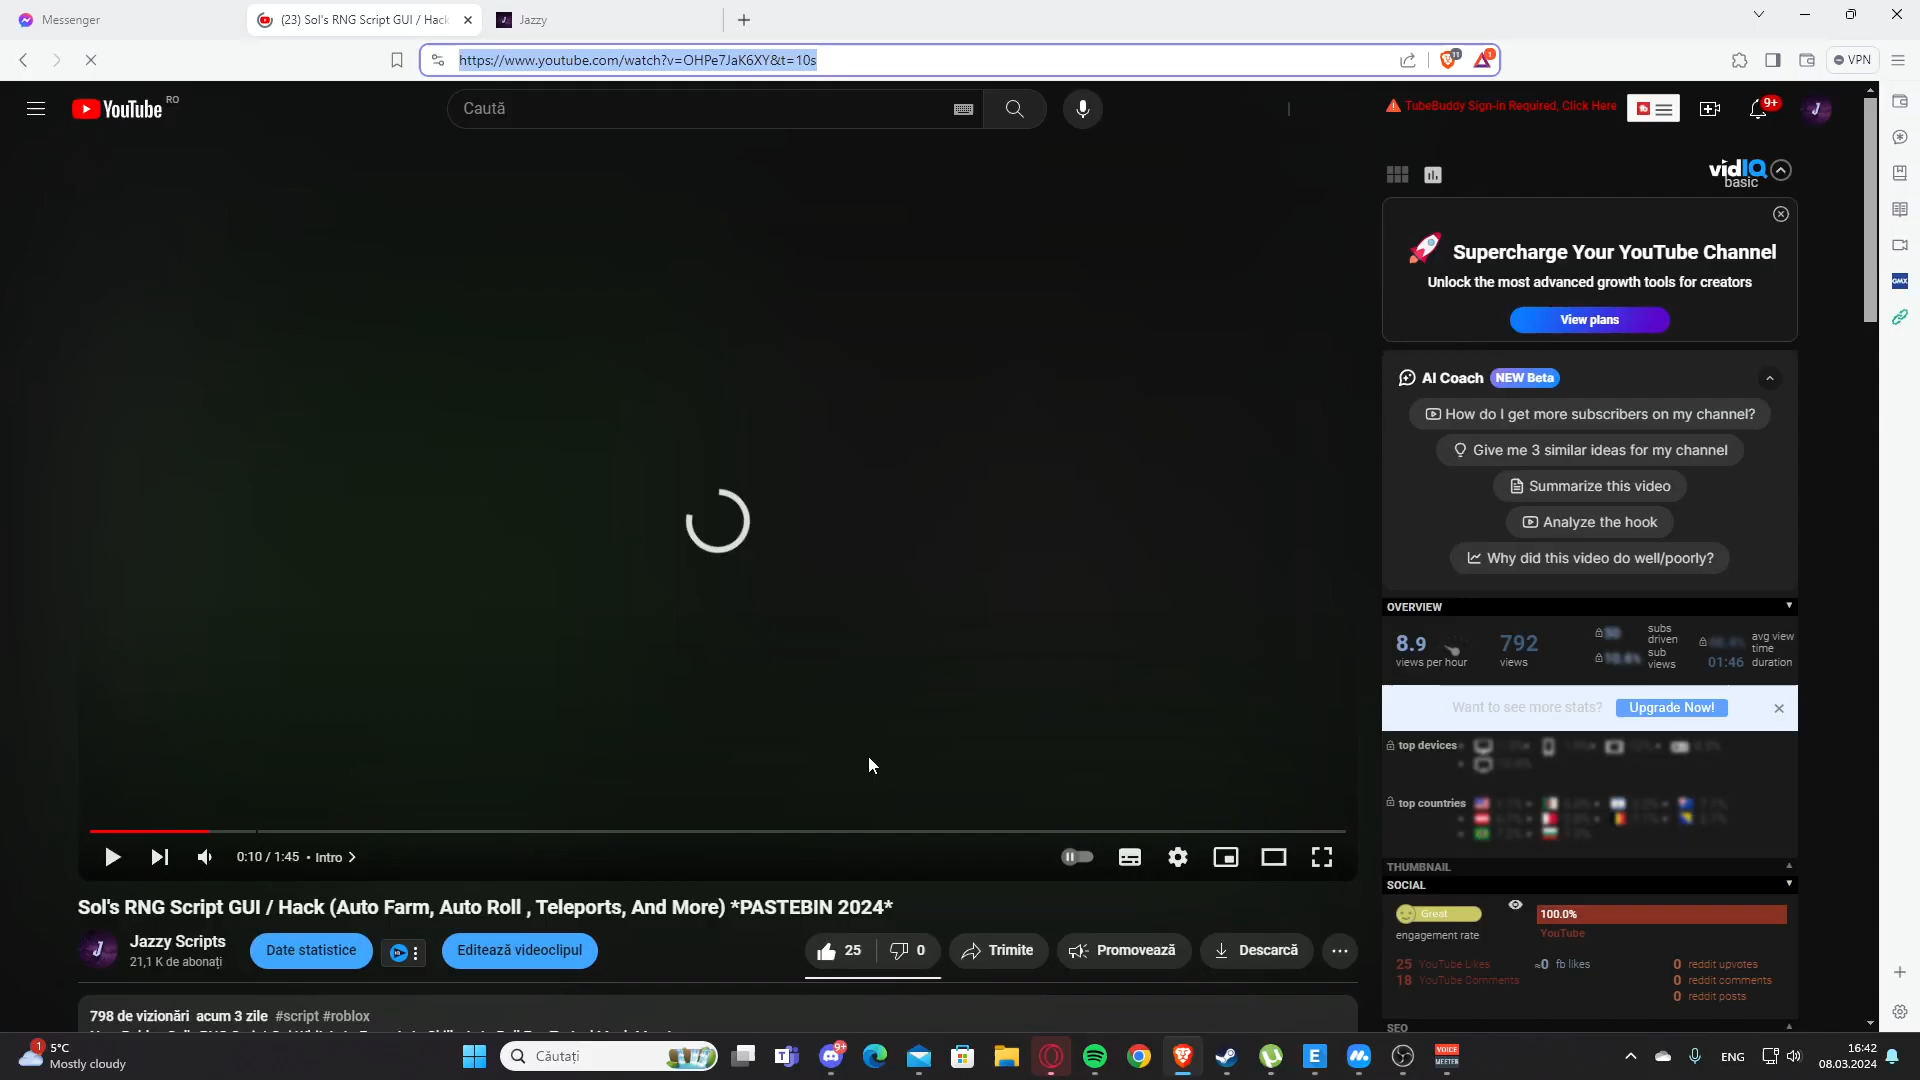 Messenger
(23) Sol's RNG Script GUI / Hack
Jazzy
https://www.youtube.com/watch?v=OHPe7JaK6XY&t=10s
11
1
VPN
YouTube RO
Caută
TubeBuddy Sign-in Required, Click Here
9+
vidIQ
basic
Supercharge Your YouTube Channel
Unlock the most advanced growth tools for creators
View plans
AI Coach NEW Beta
How do I get more subscribers on my channel?
Give me 3 similar ideas for my channel
Summarize this video
Analyze the hook
Why did this video do well/poorly?
OVERVIEW
8.9 views per hour
792 views
subs driven
sub views
avg view time
01:46 duration
Want to see more stats? Upgrade Now!
top devices
top countries
THUMBNAIL
SOCIAL
Great
engagement rate
100.0%
YouTube
25 YouTube Likes
≈0 fb likes
0 reddit upvotes
18 YouTube Comments
0 reddit comments
0 reddit posts
SEO
GMX
0:10 / 1:45 • Intro
Sol's RNG Script GUI / Hack (Auto Farm, Auto Roll , Teleports, And More) *PASTEBIN 2024*
Jazzy Scripts
21,1 K de abonați
Date statistice
Editează videoclipul
25
0
Trimite
Promovează
Descarcă
798 de vizionări acum 3 zile #script #roblox
1
5°C
Mostly cloudy
Căutați
9+
VOICE
MEETER
ENG
16:42
08.03.2024